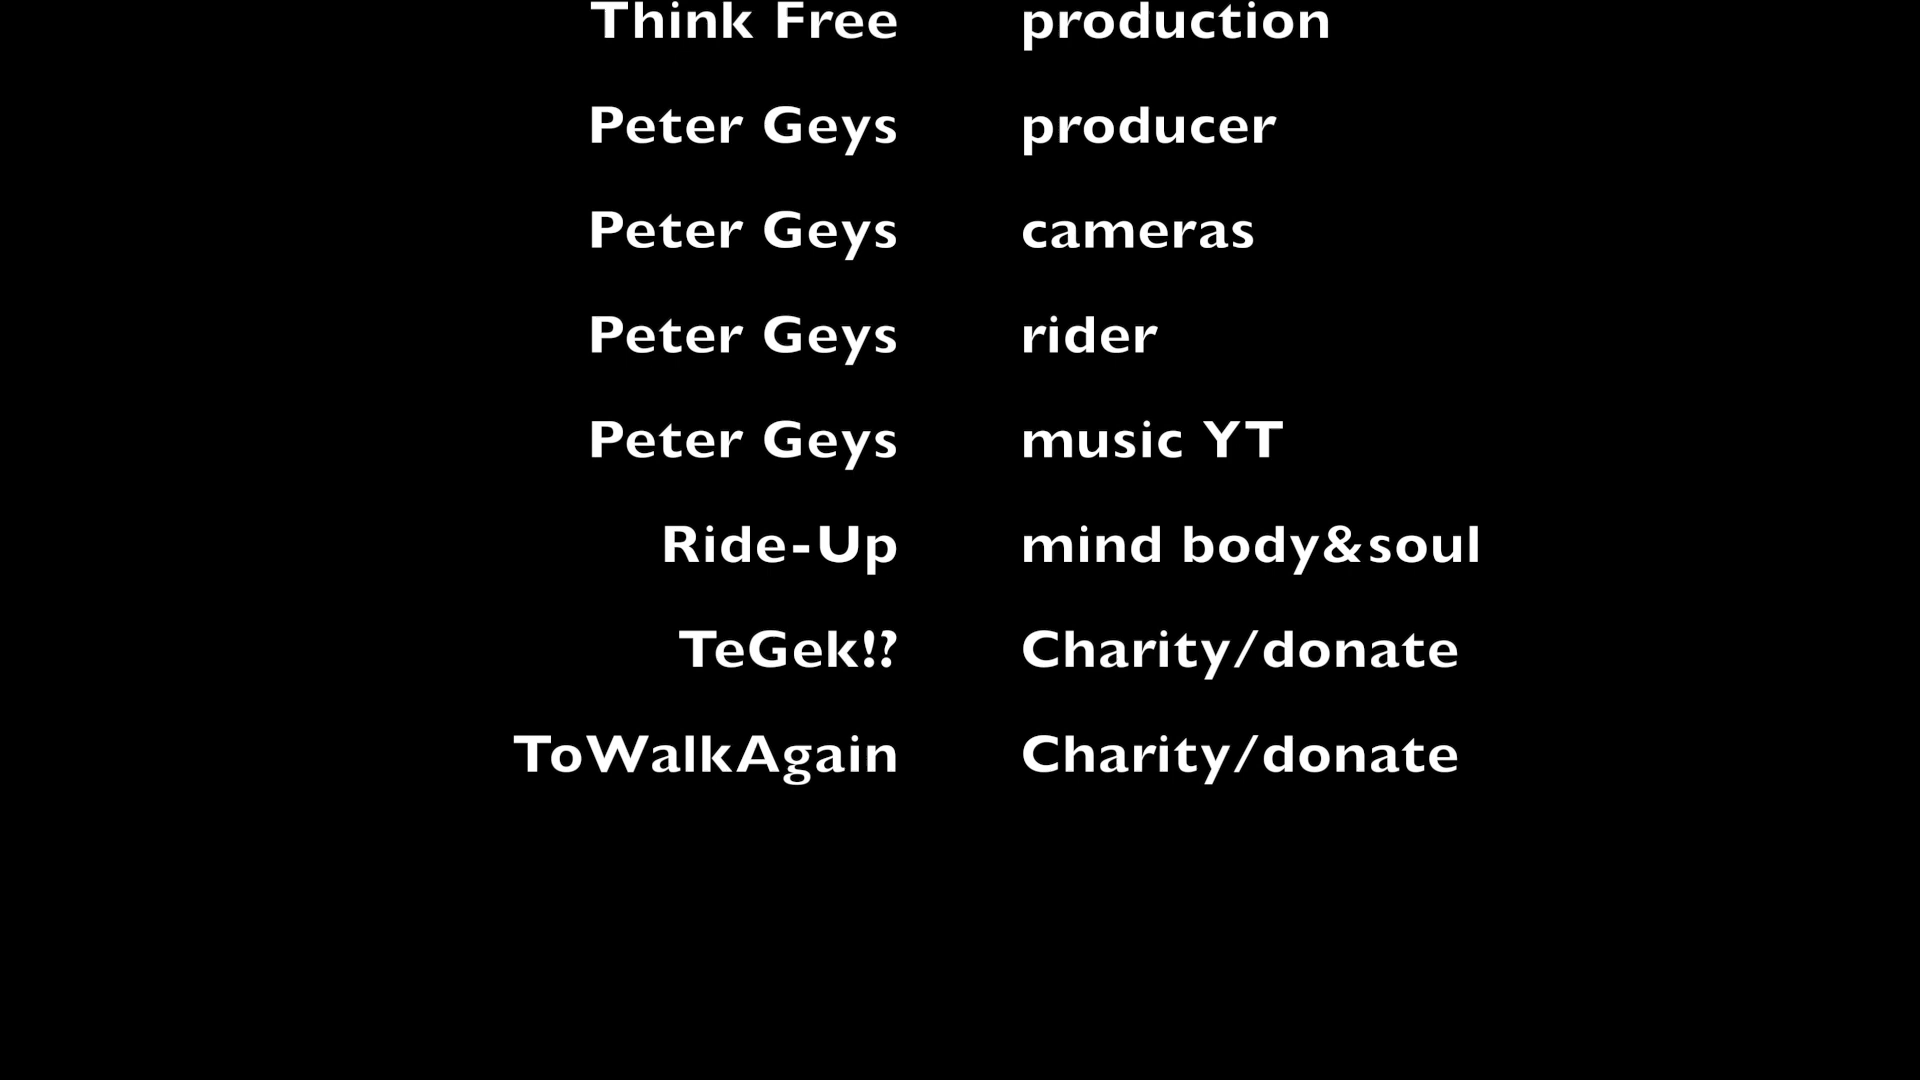 Think Free production
Peter Geys producer
Peter Geys cameras
Peter Geys rider
Peter Geys music YT
Ride-Up mind body&soul
TeGek!? Charity/donate
ToWalkAgain Charity/donate